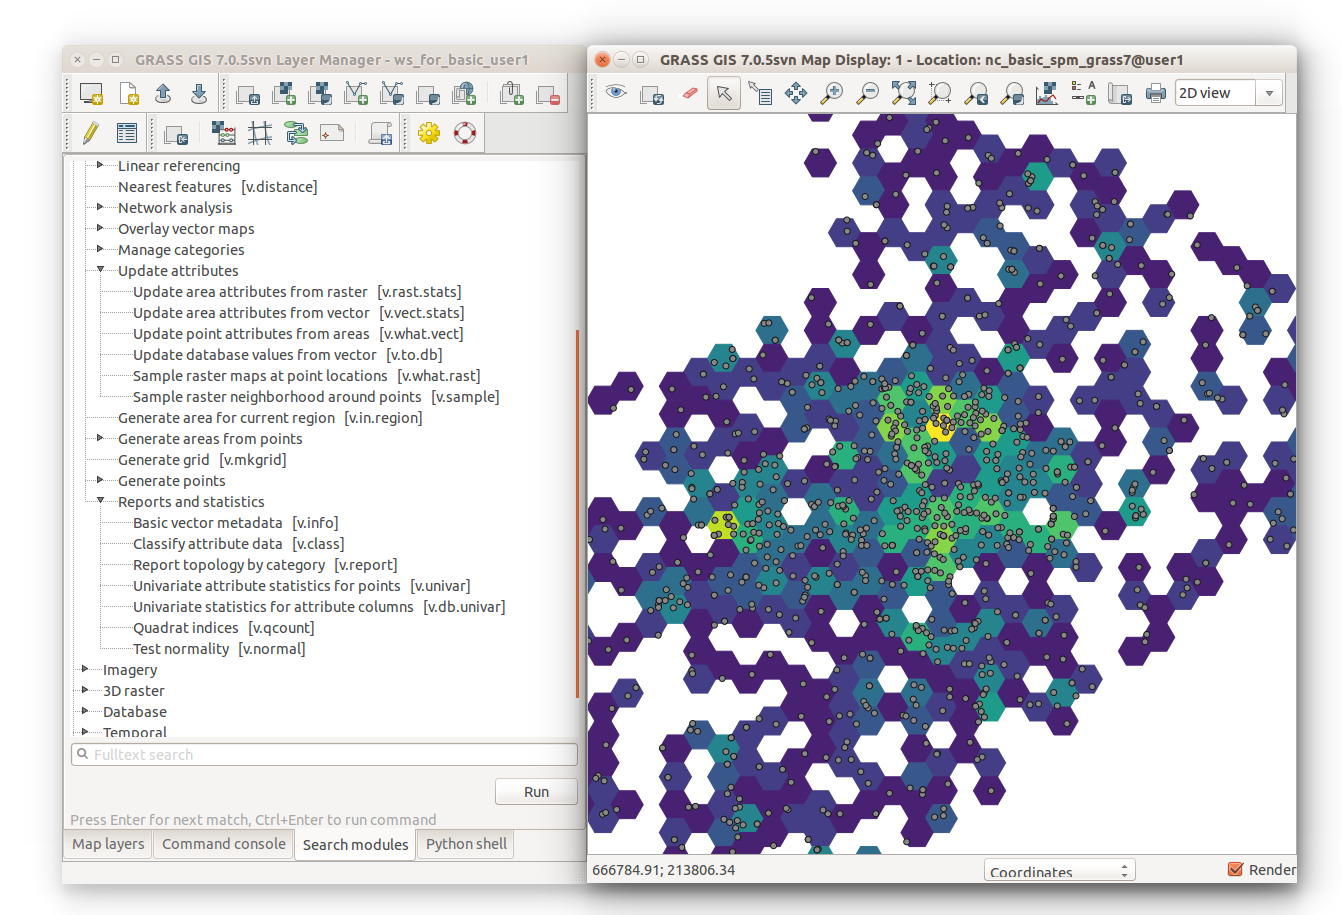 GRASS GIS 7.0.5svn Layer Manager - ws_for_basic_user1
Linear referencing
Nearest features [v.distance]
Network analysis
Overlay vector maps
Manage categories
Update attributes
Update area attributes from raster [v.rast.stats]
Update area attributes from vector [v.vect.stats]
Update point attributes from areas [v.what.vect]
Update database values from vector [v.to.db]
Sample raster maps at point locations [v.what.rast]
Sample raster neighborhood around points [v.sample]
Generate area for current region [v.in.region]
Generate areas from points
Generate grid [v.mkgrid]
Generate points
Reports and statistics
Basic vector metadata [v.info]
Classify attribute data [v.class]
Report topology by category [v.report]
Univariate attribute statistics for points [v.univar]
Univariate statistics for attribute columns [v.db.univar]
Quadrat indices [v.qcount]
Test normality [v.normal]
Imagery
3D raster
Database
Temporal
Fulltext search
Run
Press Enter for next match, Ctrl+Enter to run command
Map layers Command console Search modules Python shell
GRASS GIS 7.0.5svn Map Display: 1 - Location: nc_basic_spm_grass7@user1
A
2D view
666784.91; 213806.34
Coordinates
Render